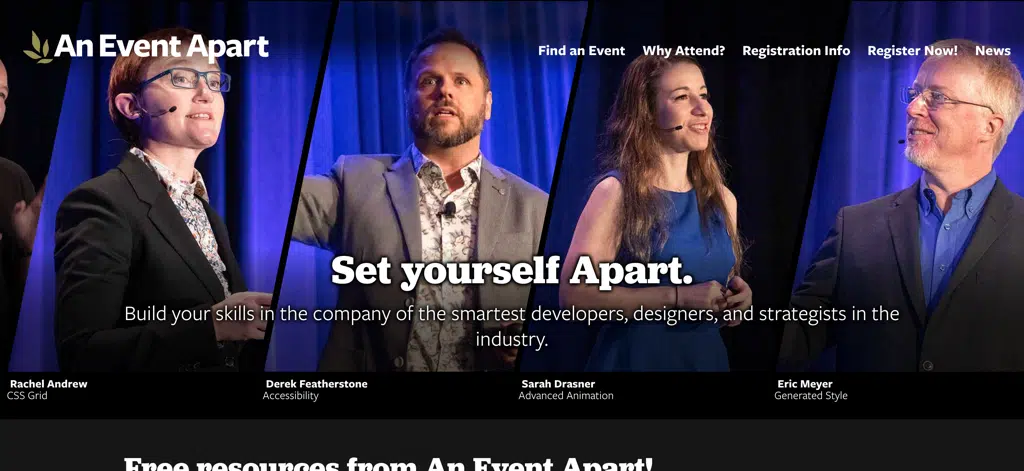 An Event Apart
Find an Event Why Attend? Registration Info Register Now! News
Set yourself Apart.
Build your skills in the company of the smartest developers, designers, and strategists in the
industry.
Rachel Andrew
CSS Grid
Derek Featherstone
Accessibility
Sarah Drasner
Advanced Animation
Eric Meyer
Generated Style
Free resources from An Event Apart!